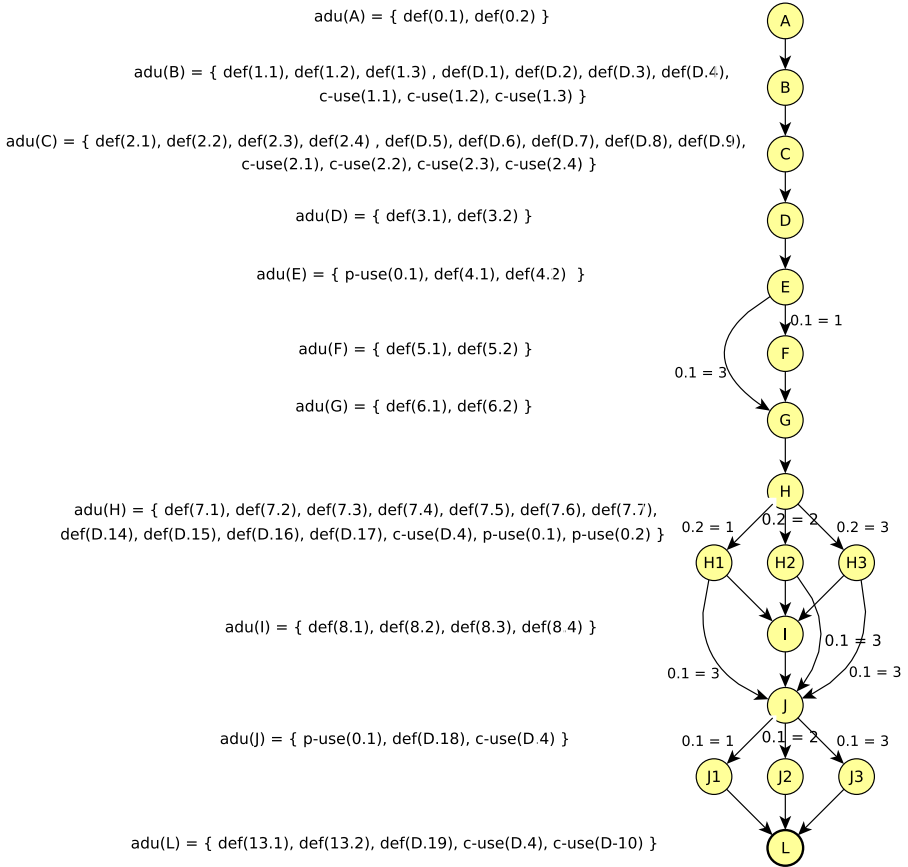 adu(A) = { def(0.1), def(0.2) }
A
adu(B) = { def(1.1), def(1.2), def(1.3) , def(D.1), def(D.2), def(D.3), def(D.4),
c-use(1.1), c-use(1.2), c-use(1.3) }
B
adu(C) = { def(2.1), def(2.2), def(2.3), def(2.4) , def(D.5), def(D.6), def(D.7), def(D.8), def(D.9),
c-use(2.1), c-use(2.2), c-use(2.3), c-use(2.4) }
C
adu(D) = { def(3.1), def(3.2) }
D
adu(E) = { p-use(0.1), def(4.1), def(4.2) }
E
0.1 = 1
adu(F) = { def(5.1), def(5.2) }
F
0.1 = 3
adu(G) = { def(6.1), def(6.2) }
G
H
adu(H) = { def(7.1), def(7.2), def(7.3), def(7.4), def(7.5), def(7.6), def(7.7),
def(D.14), def(D.15), def(D.16), def(D.17), c-use(D.4), p-use(0.1), p-use(0.2) }
0.2 = 1 0.2 = 2 0.2 = 3
H1 H2 H3
adu(I) = { def(8.1), def(8.2), def(8.3), def(8.4) }
I
0.1 = 3
0.1 = 3 0.1 = 3
J
adu(J) = { p-use(0.1), def(D.18), c-use(D.4) }
0.1 = 1 0.1 = 2 0.1 = 3
J1 J2 J3
adu(L) = { def(13.1), def(13.2), def(D.19), c-use(D.4), c-use(D-10) }
L